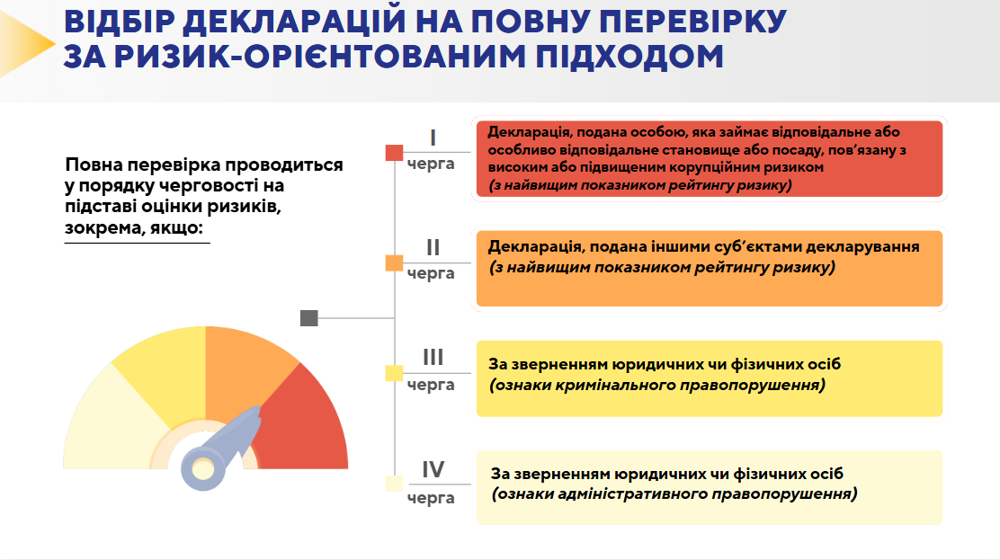 ВІДБІР ДЕКЛАРАЦІЙ НА ПОВНУ ПЕРЕВІРКУ
ЗА РИЗИК-ОРІЄНТОВАНИМ ПІДХОДОМ
Повна перевірка проводиться
у порядку черговості на
підставі оцінки ризиків,
зокрема, якщо:
I
черга
Декларація, подана особою, яка займає відповідальне або
особливо відповідальне становище або посаду, пов’язану з
високим або підвищеним корупційним ризиком
(з найвищим показником рейтингу ризику)
II
черга
Декларація, подана іншими суб’єктами декларування
(з найвищим показником рейтингу ризику)
III
черга
За зверненням юридичних чи фізичних осіб
(ознаки кримінального правопорушення)
IV
черга
За зверненням юридичних чи фізичних осіб
(ознаки адміністративного правопорушення)